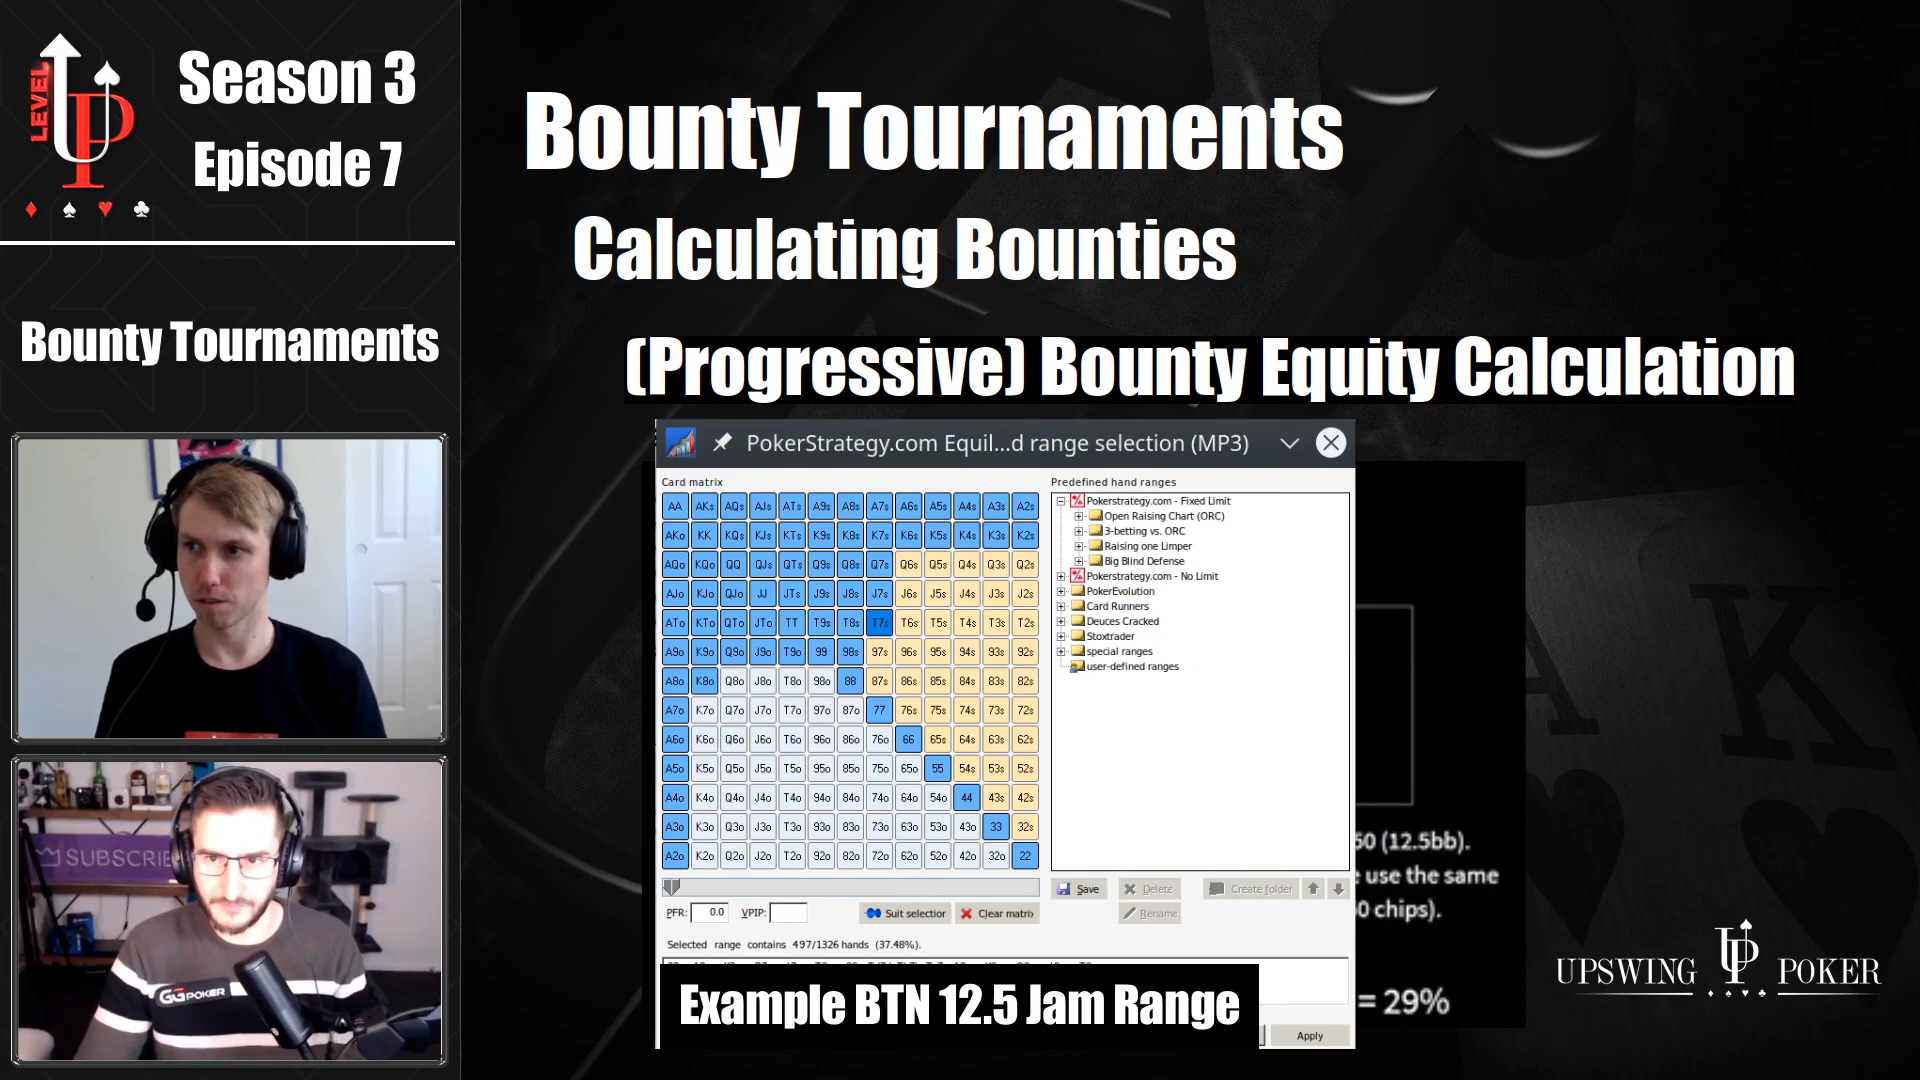 LEVEL UP
Season 3
Episode 7
Bounty Tournaments
SUBSCRIBE
GGPOKER
Bounty Tournaments
Calculating Bounties
(Progressive) Bounty Equity Calculation
PokerStrategy.com Equil...d range selection (MP3)
Card matrix
AA AKs AQs AJs ATs A9s A8s A7s A6s A5s A4s A3s A2s
AKo KK KQs KJs KTs K9s K8s K7s K6s K5s K4s K3s K2s
AQo KQo QQ QJs QTs Q9s Q8s Q7s Q6s Q5s Q4s Q3s Q2s
AJo KJo QJo JJ JTs J9s J8s J7s J6s J5s J4s J3s J2s
ATo KTo QTo JTo TT T9s T8s T7s T6s T5s T4s T3s T2s
A9o K9o Q9o J9o T9o 99 98s 97s 96s 95s 94s 93s 92s
A8o K8o Q8o J8o T8o 98o 88 87s 86s 85s 84s 83s 82s
A7o K7o Q7o J7o T7o 97o 87o 77 76s 75s 74s 73s 72s
A6o K6o Q6o J6o T6o 96o 86o 76o 66 65s 64s 63s 62s
A5o K5o Q5o J5o T5o 95o 85o 75o 65o 55 54s 53s 52s
A4o K4o Q4o J4o T4o 94o 84o 74o 64o 54o 44 43s 42s
A3o K3o Q3o J3o T3o 93o 83o 73o 63o 53o 43o 33 32s
A2o K2o Q2o J2o T2o 92o 82o 72o 62o 52o 42o 32o 22
PFR: 0.0 VPIP:
Suit selection Clear matrix
Selected range contains 497/1326 hands (37.48%).
Predefined hand ranges
Pokerstrategy.com - Fixed Limit
Open Raising Chart (ORC)
3-betting vs. ORC
Raising one Limper
Big Blind Defense
Pokerstrategy.com - No Limit
PokerEvolution
Card Runners
Deuces Cracked
Stoxtrader
special ranges
user-defined ranges
Save Delete Create folder
Rename
Example BTN 12.5 Jam Range
Apply
50 (12.5bb).
use the same
0 chips).
= 29%
A K
UPSWING UP POKER